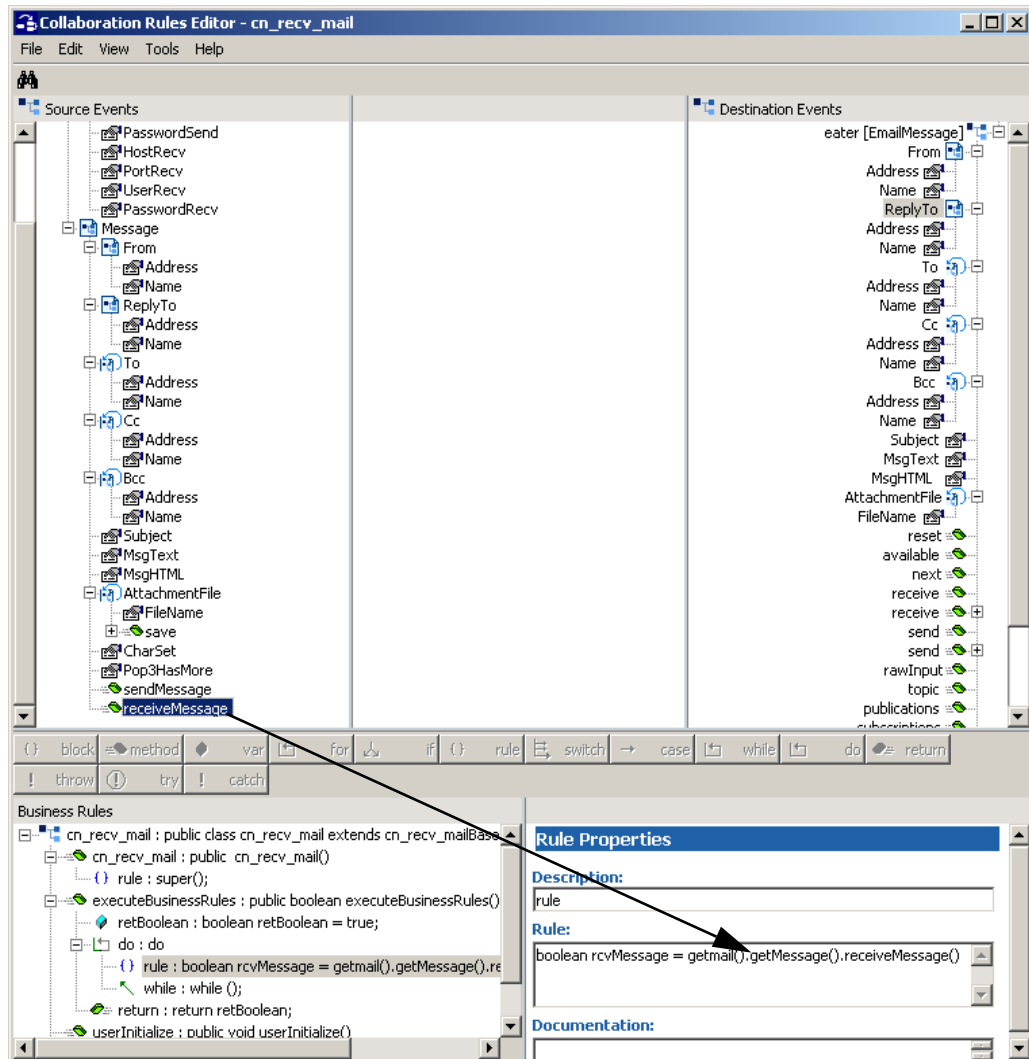 Collaboration Rules Editor - cn_recv_mail
File Edit View Tools Help
Source Events
PasswordSend
HostRecv
PortRecv
UserRecv
PasswordRecv
Message
From
Address
Name
ReplyTo
Address
Name
To
Address
Name
Cc
Address
Name
Bcc
Address
Name
Subject
MsgText
MsgHTML
AttachmentFile
FileName
save
CharSet
Pop3HasMore
sendMessage
receiveMessage
Destination Events
eater [EmailMessage]
From
Address
Name
ReplyTo
Address
Name
To
Address
Name
Cc
Address
Name
Bcc
Address
Name
Subject
MsgText
MsgHTML
AttachmentFile
FileName
reset
available
next
receive
receive
send
send
rawInput
topic
publications
subscriptions
{} block method var for if {} rule switch → case while do return
! throw try ! catch
Business Rules
cn_recv_mail : public class cn_recv_mail extends cn_recv_mailBase
cn_recv_mail : public cn_recv_mail()
{} rule : super();
executeBusinessRules : public boolean executeBusinessRules()
retBoolean : boolean retBoolean = true;
do : do
{} rule : boolean rcvMessage = getmail().getMessage().re
while : while ();
return : return retBoolean;
userInitialize : public void userInitialize()
Rule Properties
Description:
rule
Rule:
boolean rcvMessage = getmail().getMessage().receiveMessage()
Documentation: